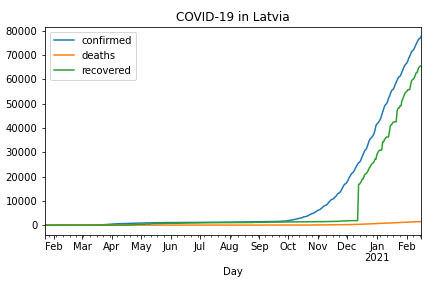 COVID-19 in Latvia
80000
70000
60000
50000
40000
30000
20000
10000
0
confirmed
deaths
recovered
Feb Mar Apr May Jun Jul Aug Sep Oct Nov Dec Jan Feb
2021
Day